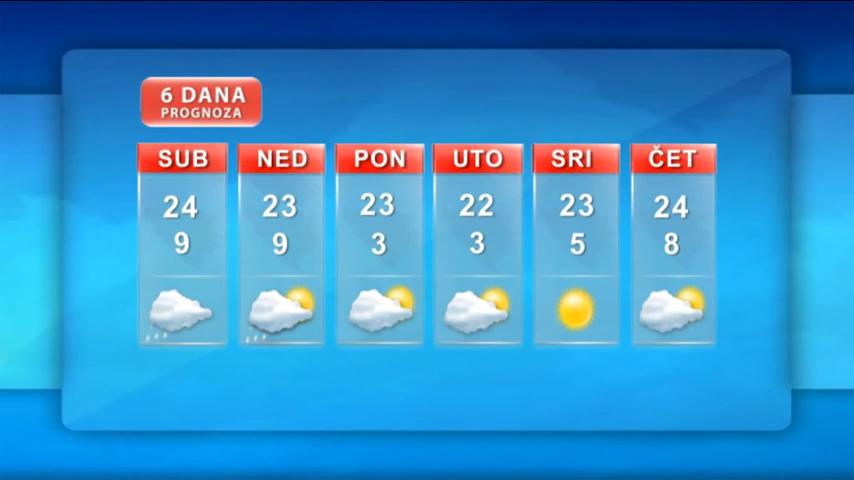 6 DANA
PROGNOZA
SUB NED PON UTO SRI ČET
24 23 23 22 23 24
9 9 3 3 5 8